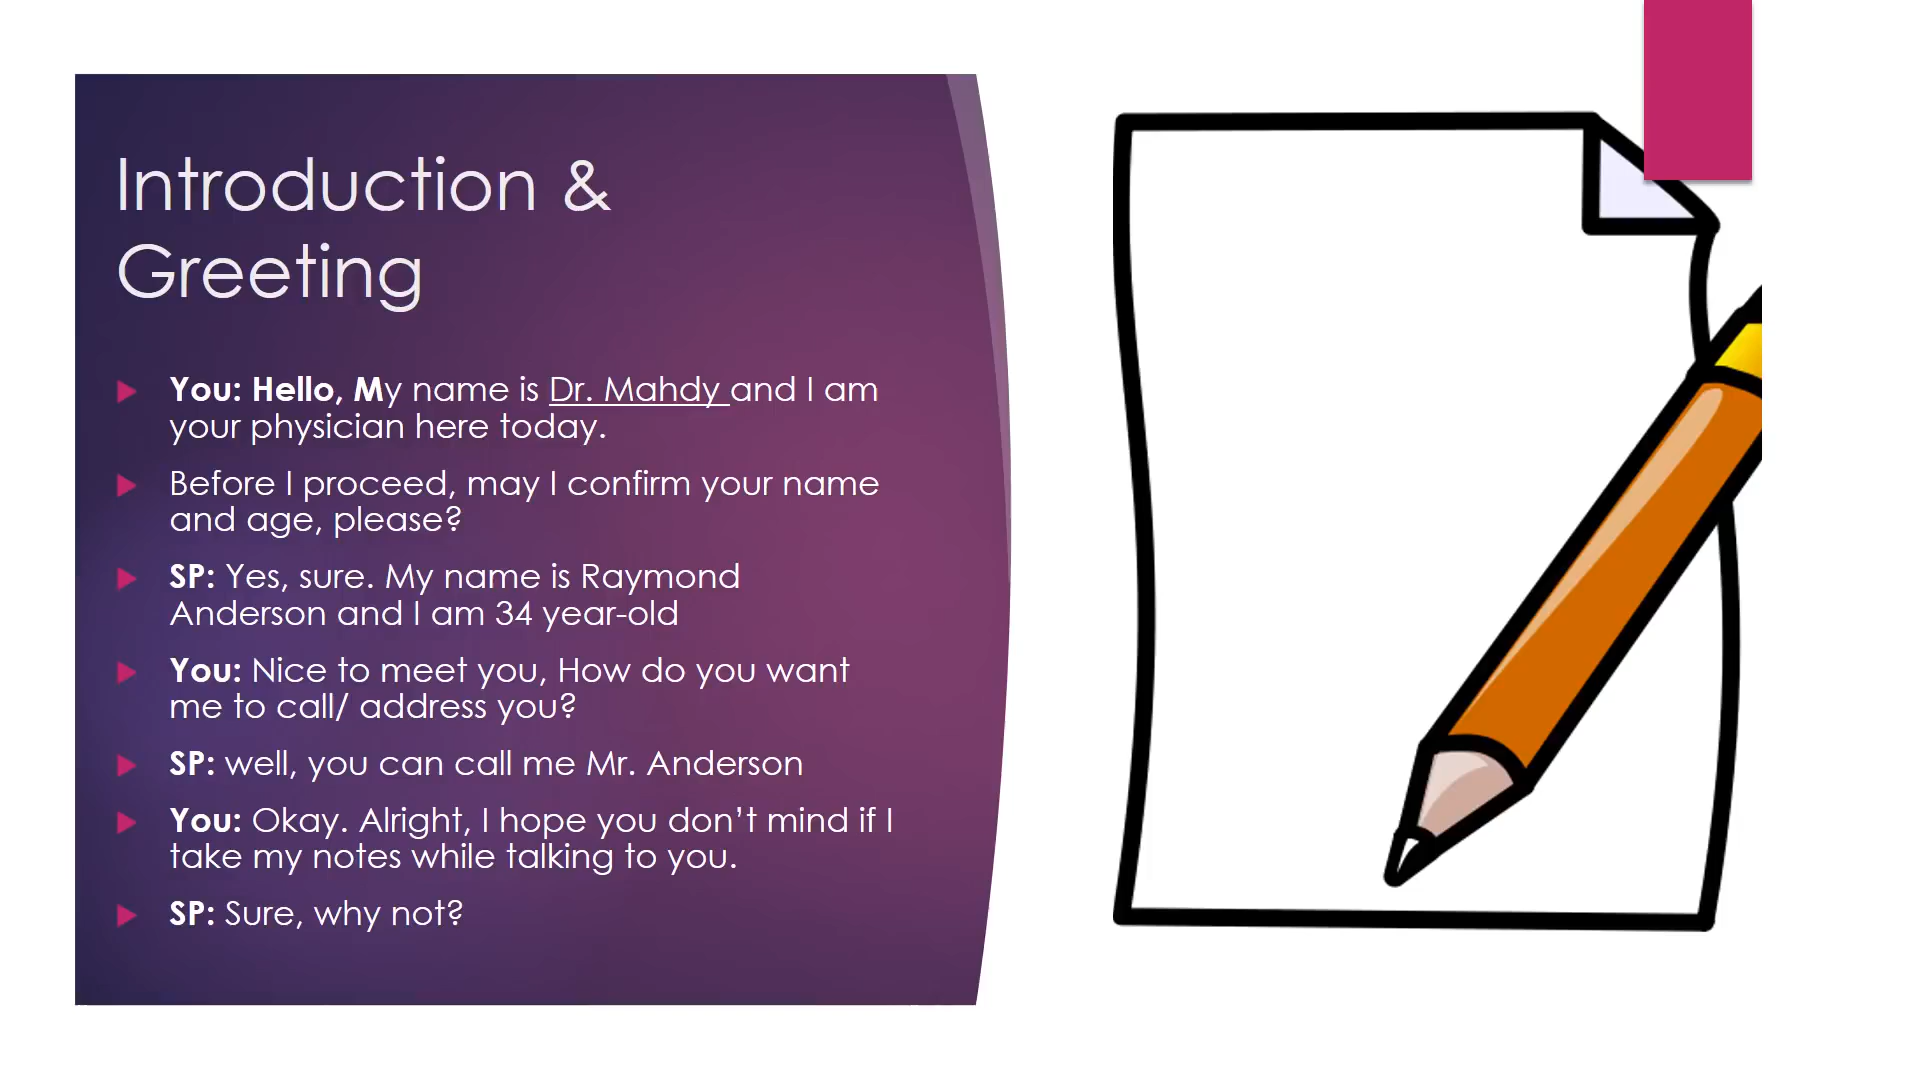 Introduction &
Greeting
You: Hello, My name is Dr. Mahdy and I am
your physician here today.
Before I proceed, may I confirm your name
and age, please?
SP: Yes, sure. My name is Raymond
Anderson and I am 34 year-old
You: Nice to meet you, How do you want
me to call/ address you?
SP: well, you can call me Mr. Anderson
You: Okay. Alright, I hope you don’t mind if I
take my notes while talking to you.
SP: Sure, why not?